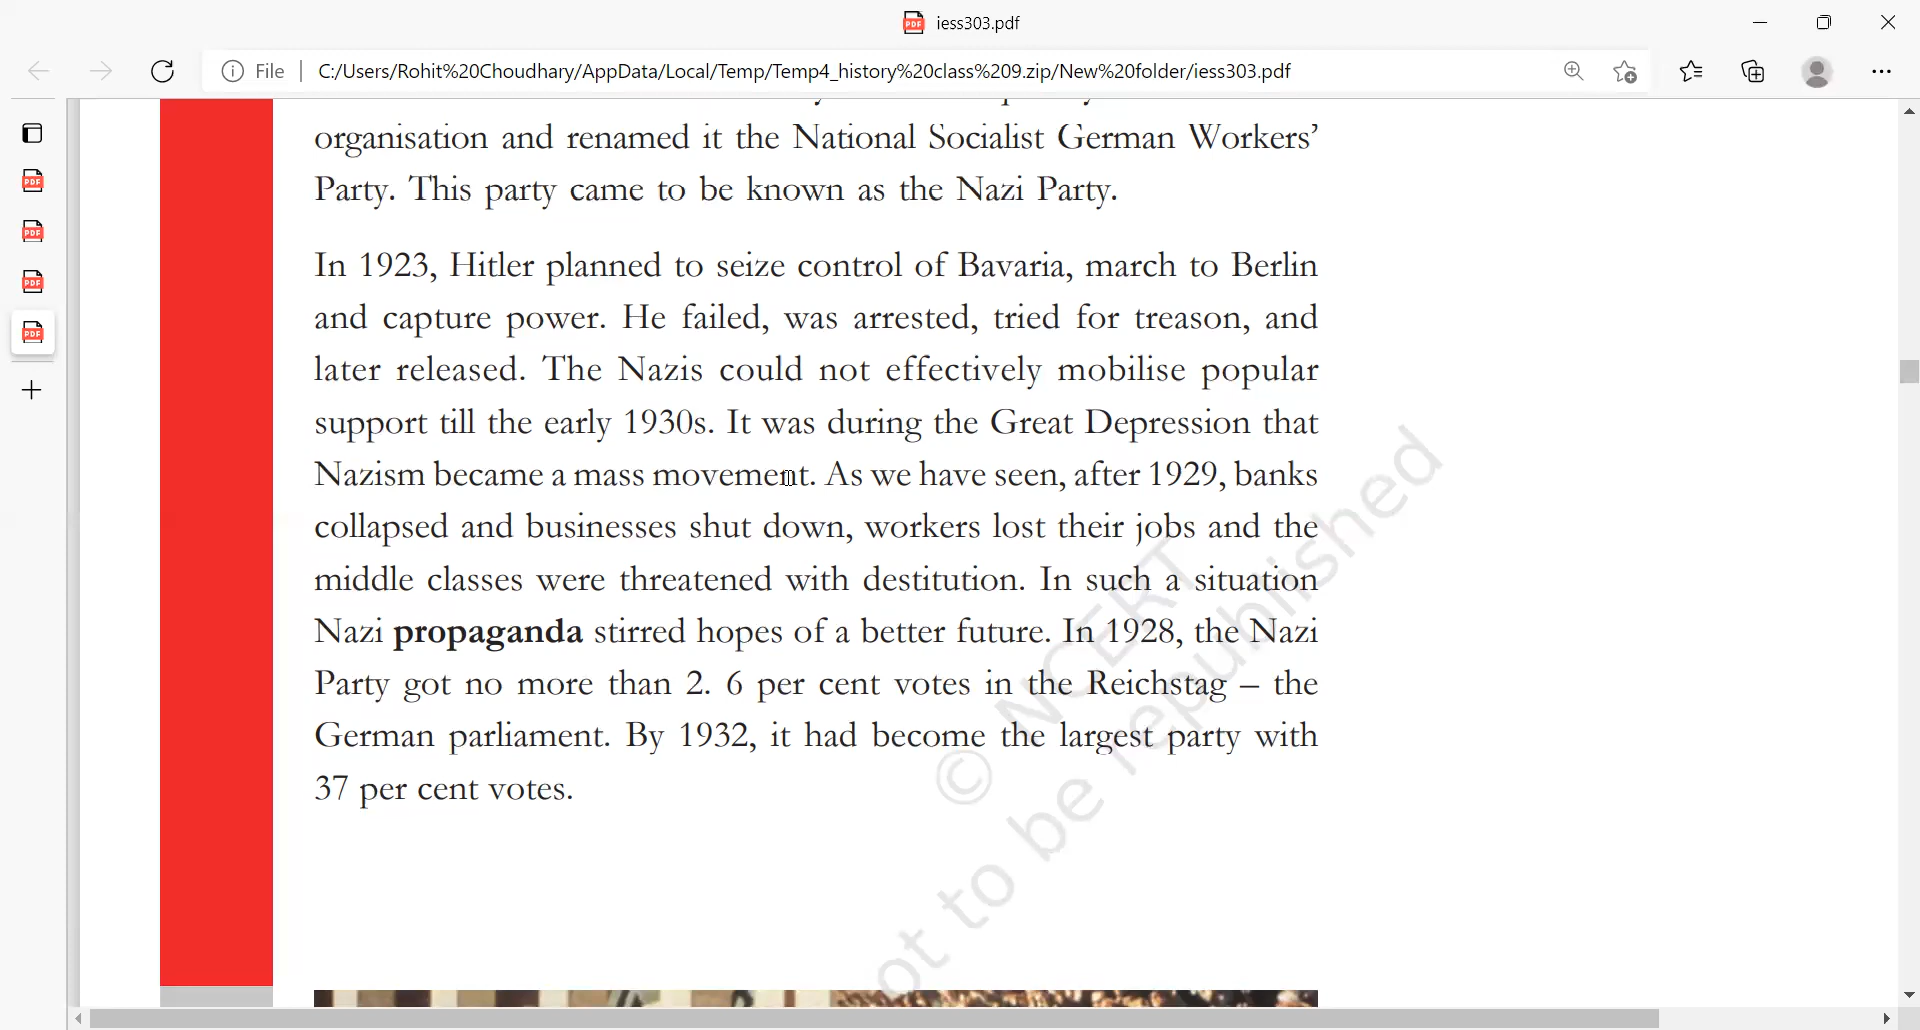 iess303.pdf
File | C:/Users/Rohit%20Choudhary/AppData/Local/Temp/Temp4_history%20class%209.zip/New%20folder/iess303.pdf
organisation and renamed it the National Socialist German Workers’
Party. This party came to be known as the Nazi Party.
In 1923, Hitler planned to seize control of Bavaria, march to Berlin
and capture power. He failed, was arrested, tried for treason, and
later released. The Nazis could not effectively mobilise popular
support till the early 1930s. It was during the Great Depression that
Nazism became a mass movement. As we have seen, after 1929, banks
collapsed and businesses shut down, workers lost their jobs and the
middle classes were threatened with destitution. In such a situation
Nazi propaganda stirred hopes of a better future. In 1928, the Nazi
Party got no more than 2. 6 per cent votes in the Reichstag – the
German parliament. By 1932, it had become the largest party with
37 per cent votes.
© NCERT
ot to be republished